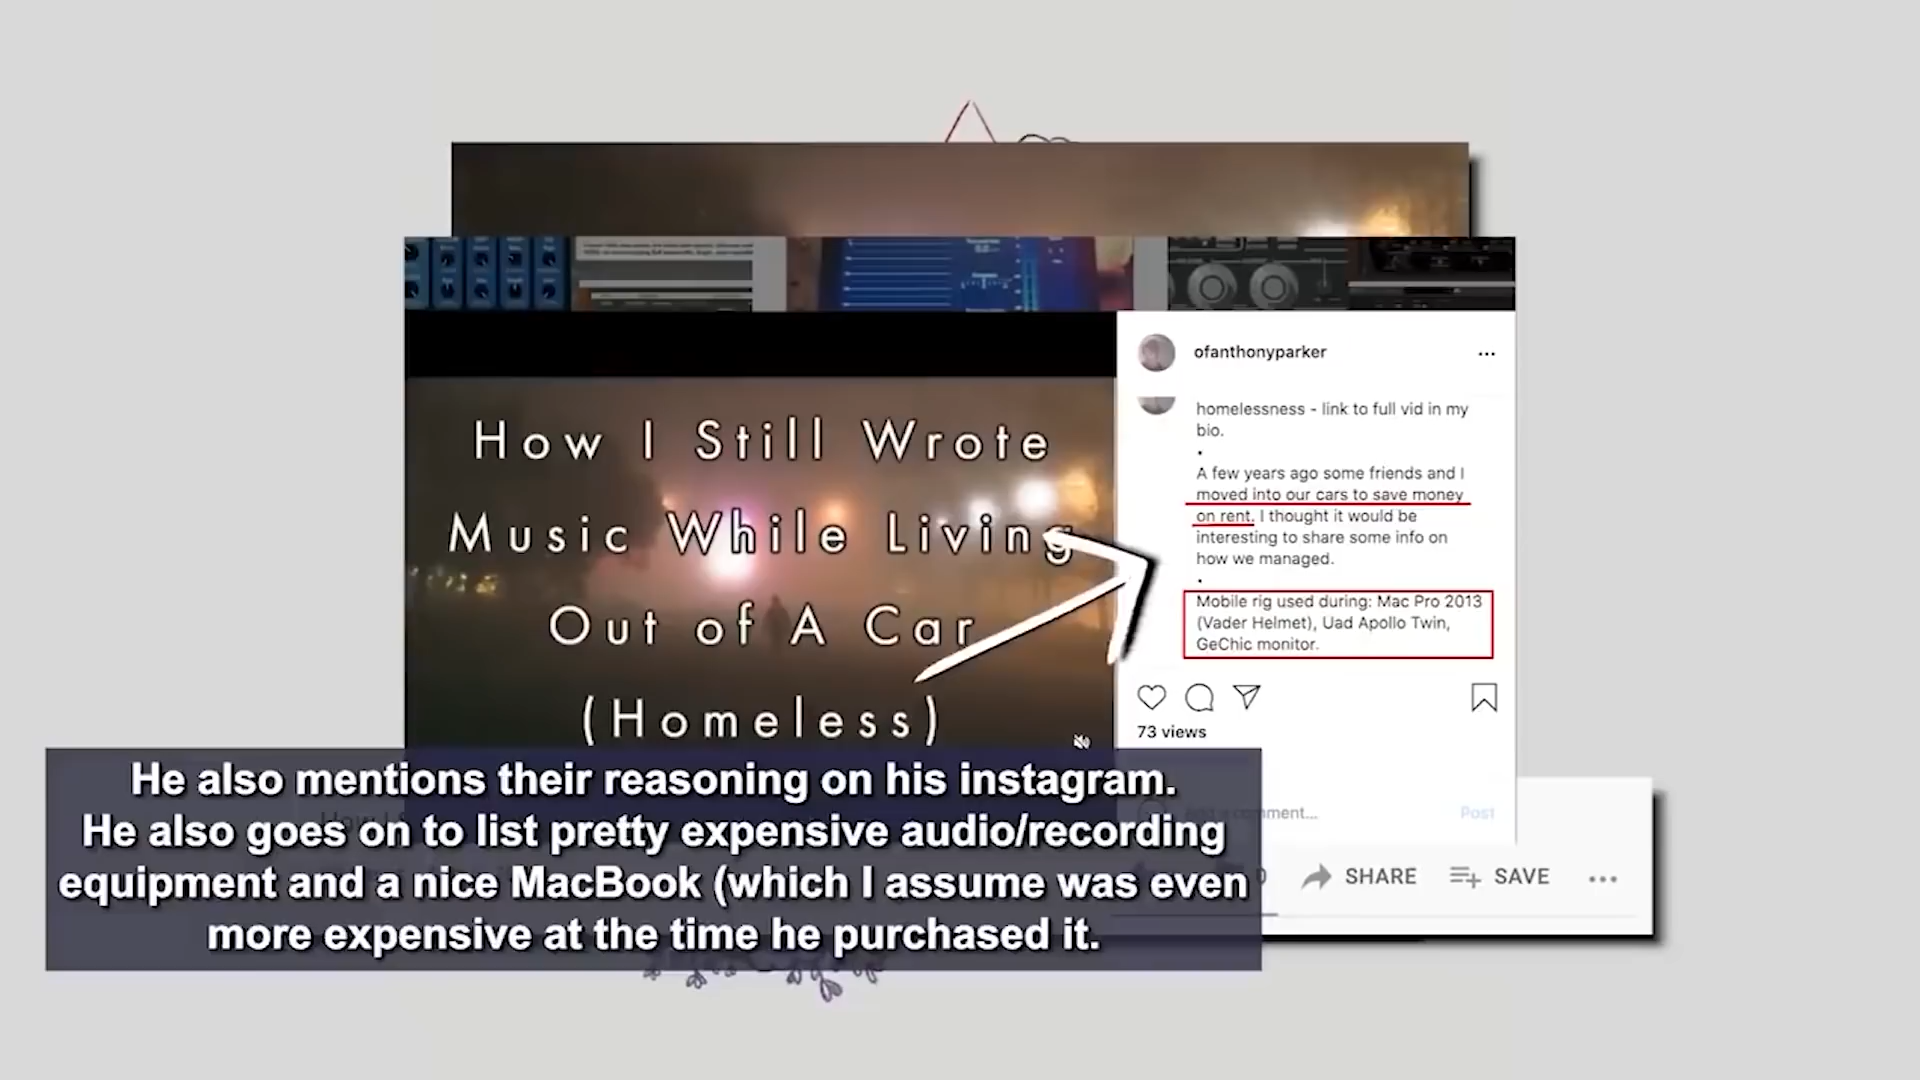 How I Still Wrote
Music While Living
Out of A Car
(Homeless)
ofanthonyparker
homelessness - link to full vid in my
bio.
•
A few years ago some friends and I
moved into our cars to save money
on rent. I thought it would be
interesting to share some info on
how we managed.
•
Mobile rig used during: Mac Pro 2013
(Vader Helmet), Uad Apollo Twin,
GeChic monitor.
73 views
Add a comment...
Post
SHARE
SAVE
He also mentions their reasoning on his instagram.
He also goes on to list pretty expensive audio/recording
equipment and a nice MacBook (which I assume was even
more expensive at the time he purchased it.